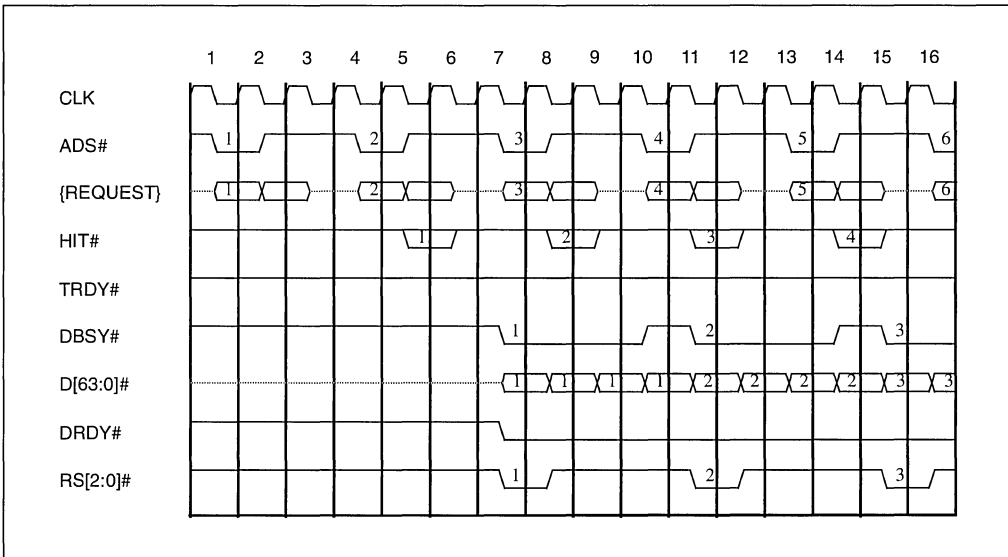 1 2 3 4 5 6 7 8 9 10 11 12 13 14 15 16
CLK
ADS# 1 2 3 4 5 6
{REQUEST} 1 2 3 4 5 6
HIT# 1 2 3 4
TRDY#
DBSY# 1 2 3
D[63:0]# 1 1 1 1 2 2 2 2 3 3
DRDY#
RS[2:0]# 1 2 3